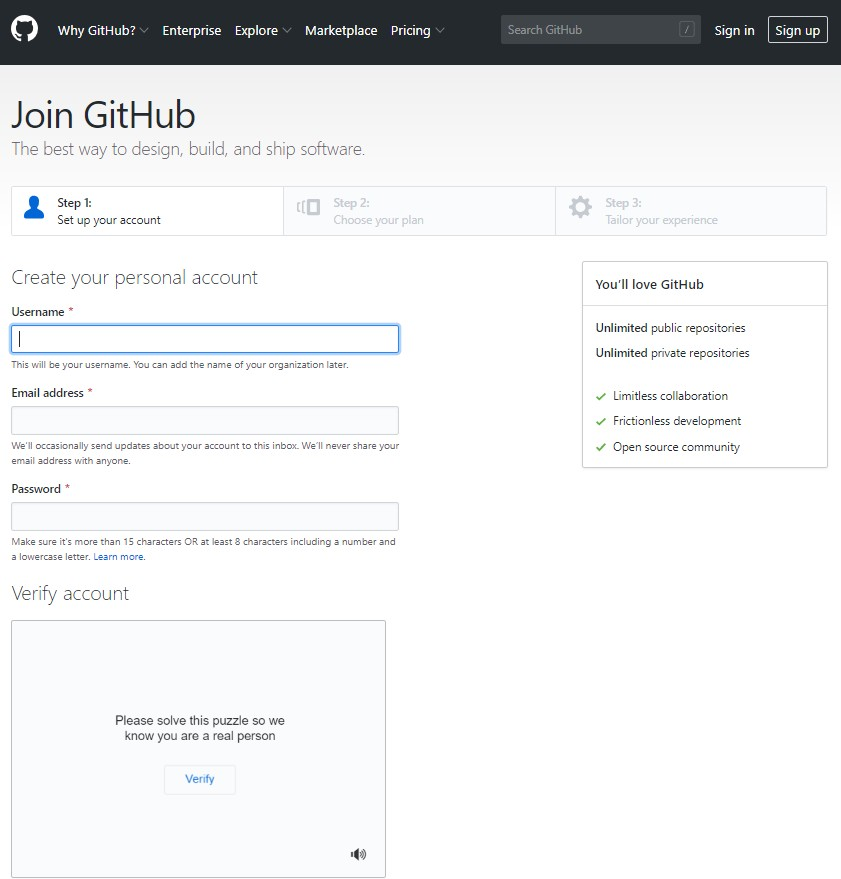 Why GitHub? Enterprise Explore Marketplace Pricing Search GitHub / Sign in Sign up
Join GitHub
The best way to design, build, and ship software.
Step 1:
Set up your account
Step 2:
Choose your plan
Step 3:
Tailor your experience
Create your personal account
Username *
This will be your username. You can add the name of your organization later.
Email address *
We'll occasionally send updates about your account to this inbox. We'll never share your
email address with anyone.
Password *
Make sure it's more than 15 characters OR at least 8 characters including a number and
a lowercase letter. Learn more.
Verify account
Please solve this puzzle so we
know you are a real person
Verify
You'll love GitHub
Unlimited public repositories
Unlimited private repositories
Limitless collaboration
Frictionless development
Open source community